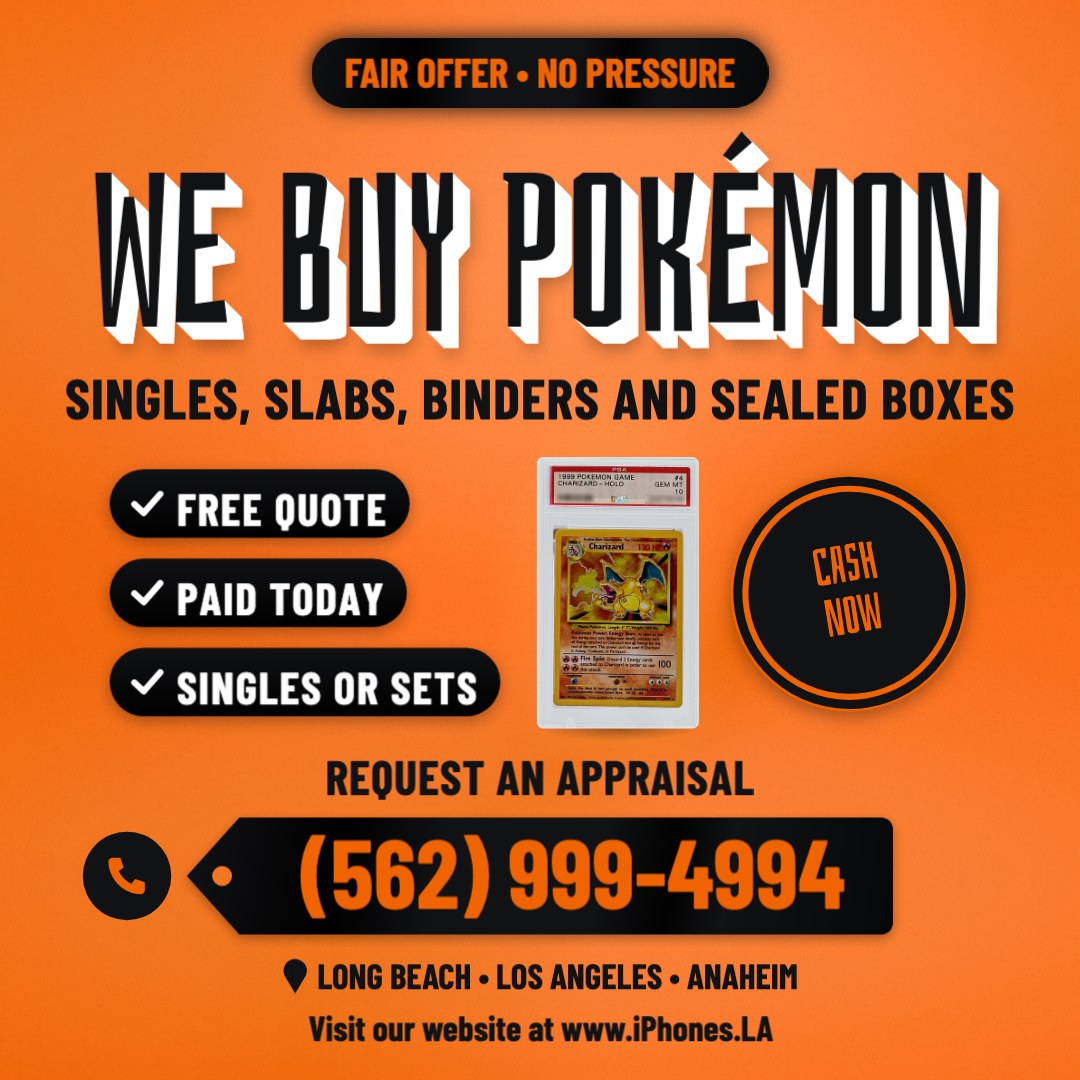 FAIR OFFER • NO PRESSURE
WE BUY POKÉMON
SINGLES, SLABS, BINDERS AND SEALED BOXES
FREE QUOTE
PAID TODAY
SINGLES OR SETS
PSA
1999 POKEMON GAME #4
CHARIZARD - HOLO GEM MT
10
Charizard
100
CASH
NOW
REQUEST AN APPRAISAL
(562) 999-4994
LONG BEACH • LOS ANGELES • ANAHEIM
Visit our website at www.iPhones.LA